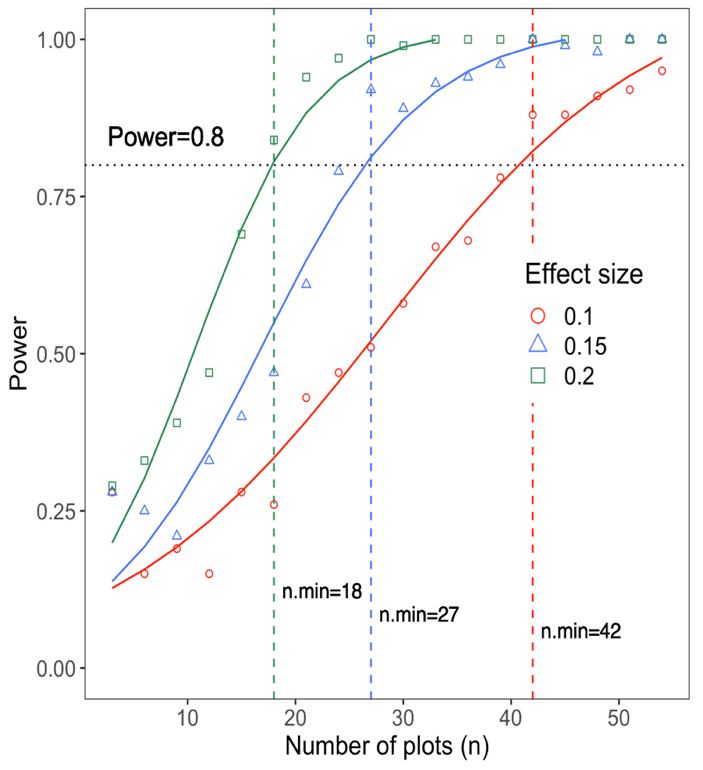 1.00
Power=0.8
0.75
Effect size
0.1
0.15
0.2
0.50
Power
0.25
n.min=18
n.min=27
n.min=42
0.00
10 20 30 40 50
Number of plots (n)